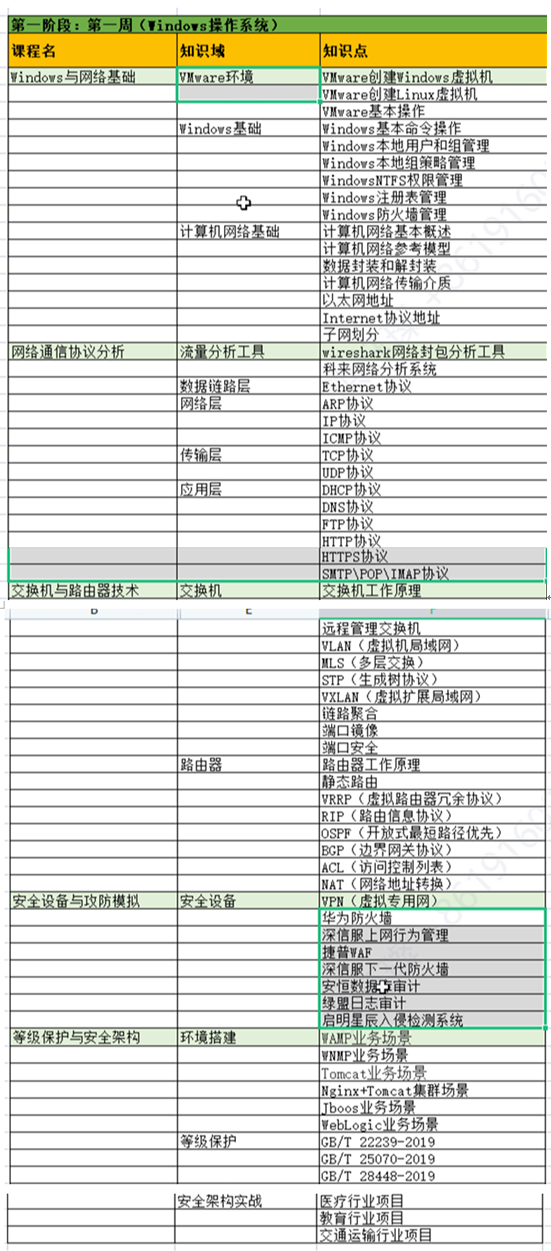 第一阶段：第一周（Windows操作系统）
课程名 知识域 知识点
Windows与网络基础 VMware环境 VMware创建Windows虚拟机
VMware创建Linux虚拟机
VMware基本操作
Windows基础 Windows基本命令操作
Windows本地用户和组管理
Windows本地组策略管理
WindowsNTFS权限管理
Windows注册表管理
Windows防火墙管理
计算机网络基础 计算机网络基本概述
计算机网络参考模型
数据封装和解封装
计算机网络传输介质
以太网地址
Internet协议地址
子网划分
网络通信协议分析 流量分析工具 wireshark网络封包分析工具
科来网络分析系统
数据链路层 Ethernet协议
网络层 ARP协议
IP协议
ICMP协议
传输层 TCP协议
UDP协议
应用层 DHCP协议
DNS协议
FTP协议
HTTP协议
HTTPS协议
SMTP\POP\IMAP协议
交换机与路由器技术 交换机 交换机工作原理
D E F
远程管理交换机
VLAN（虚拟机局域网）
MLS（多层交换）
STP（生成树协议）
VXLAN（虚拟扩展局域网）
链路聚合
端口镜像
端口安全
路由器 路由器工作原理
静态路由
VRRP（虚拟路由器冗余协议）
RIP（路由信息协议）
OSPF（开放式最短路径优先）
BGP（边界网关协议）
ACL（访问控制列表）
NAT（网络地址转换）
安全设备与攻防模拟 安全设备 VPN（虚拟专用网）
华为防火墙
深信服上网行为管理
捷普WAF
深信服下一代防火墙
安恒数据库审计
绿盟日志审计
启明星辰入侵检测系统
等级保护与安全架构 环境搭建 WAMP业务场景
WNMP业务场景
Tomcat业务场景
Nginx+Tomcat集群场景
Jboos业务场景
WebLogic业务场景
等级保护 GB/T 22239-2019
GB/T 25070-2019
GB/T 28448-2019
安全架构实战 医疗行业项目
教育行业项目
交通运输行业项目